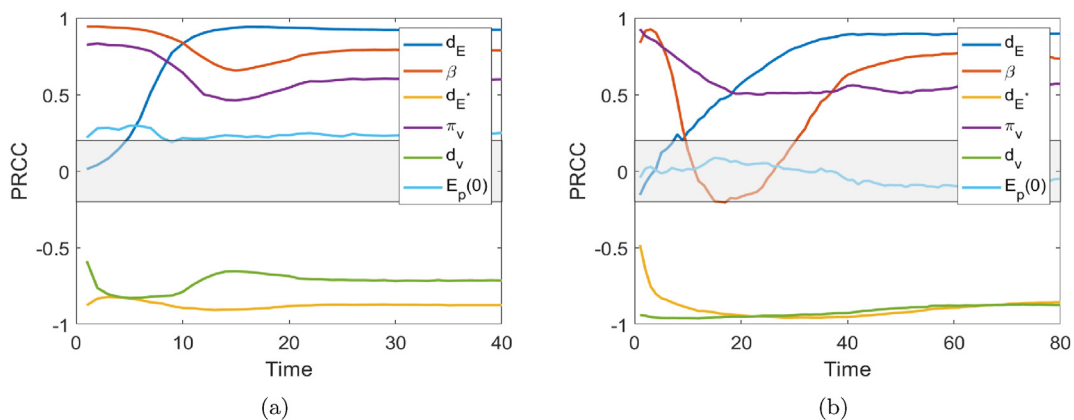 PRCC
1
0.5
0
-0.5
-1
0
10
20
30
40
Time
d_E
β
d_E*
π_v
d_v
E_p(0)
(a)
PRCC
1
0.5
0
-0.5
-1
0
20
40
60
80
Time
d_E
β
d_E*
π_v
d_v
E_p(0)
(b)